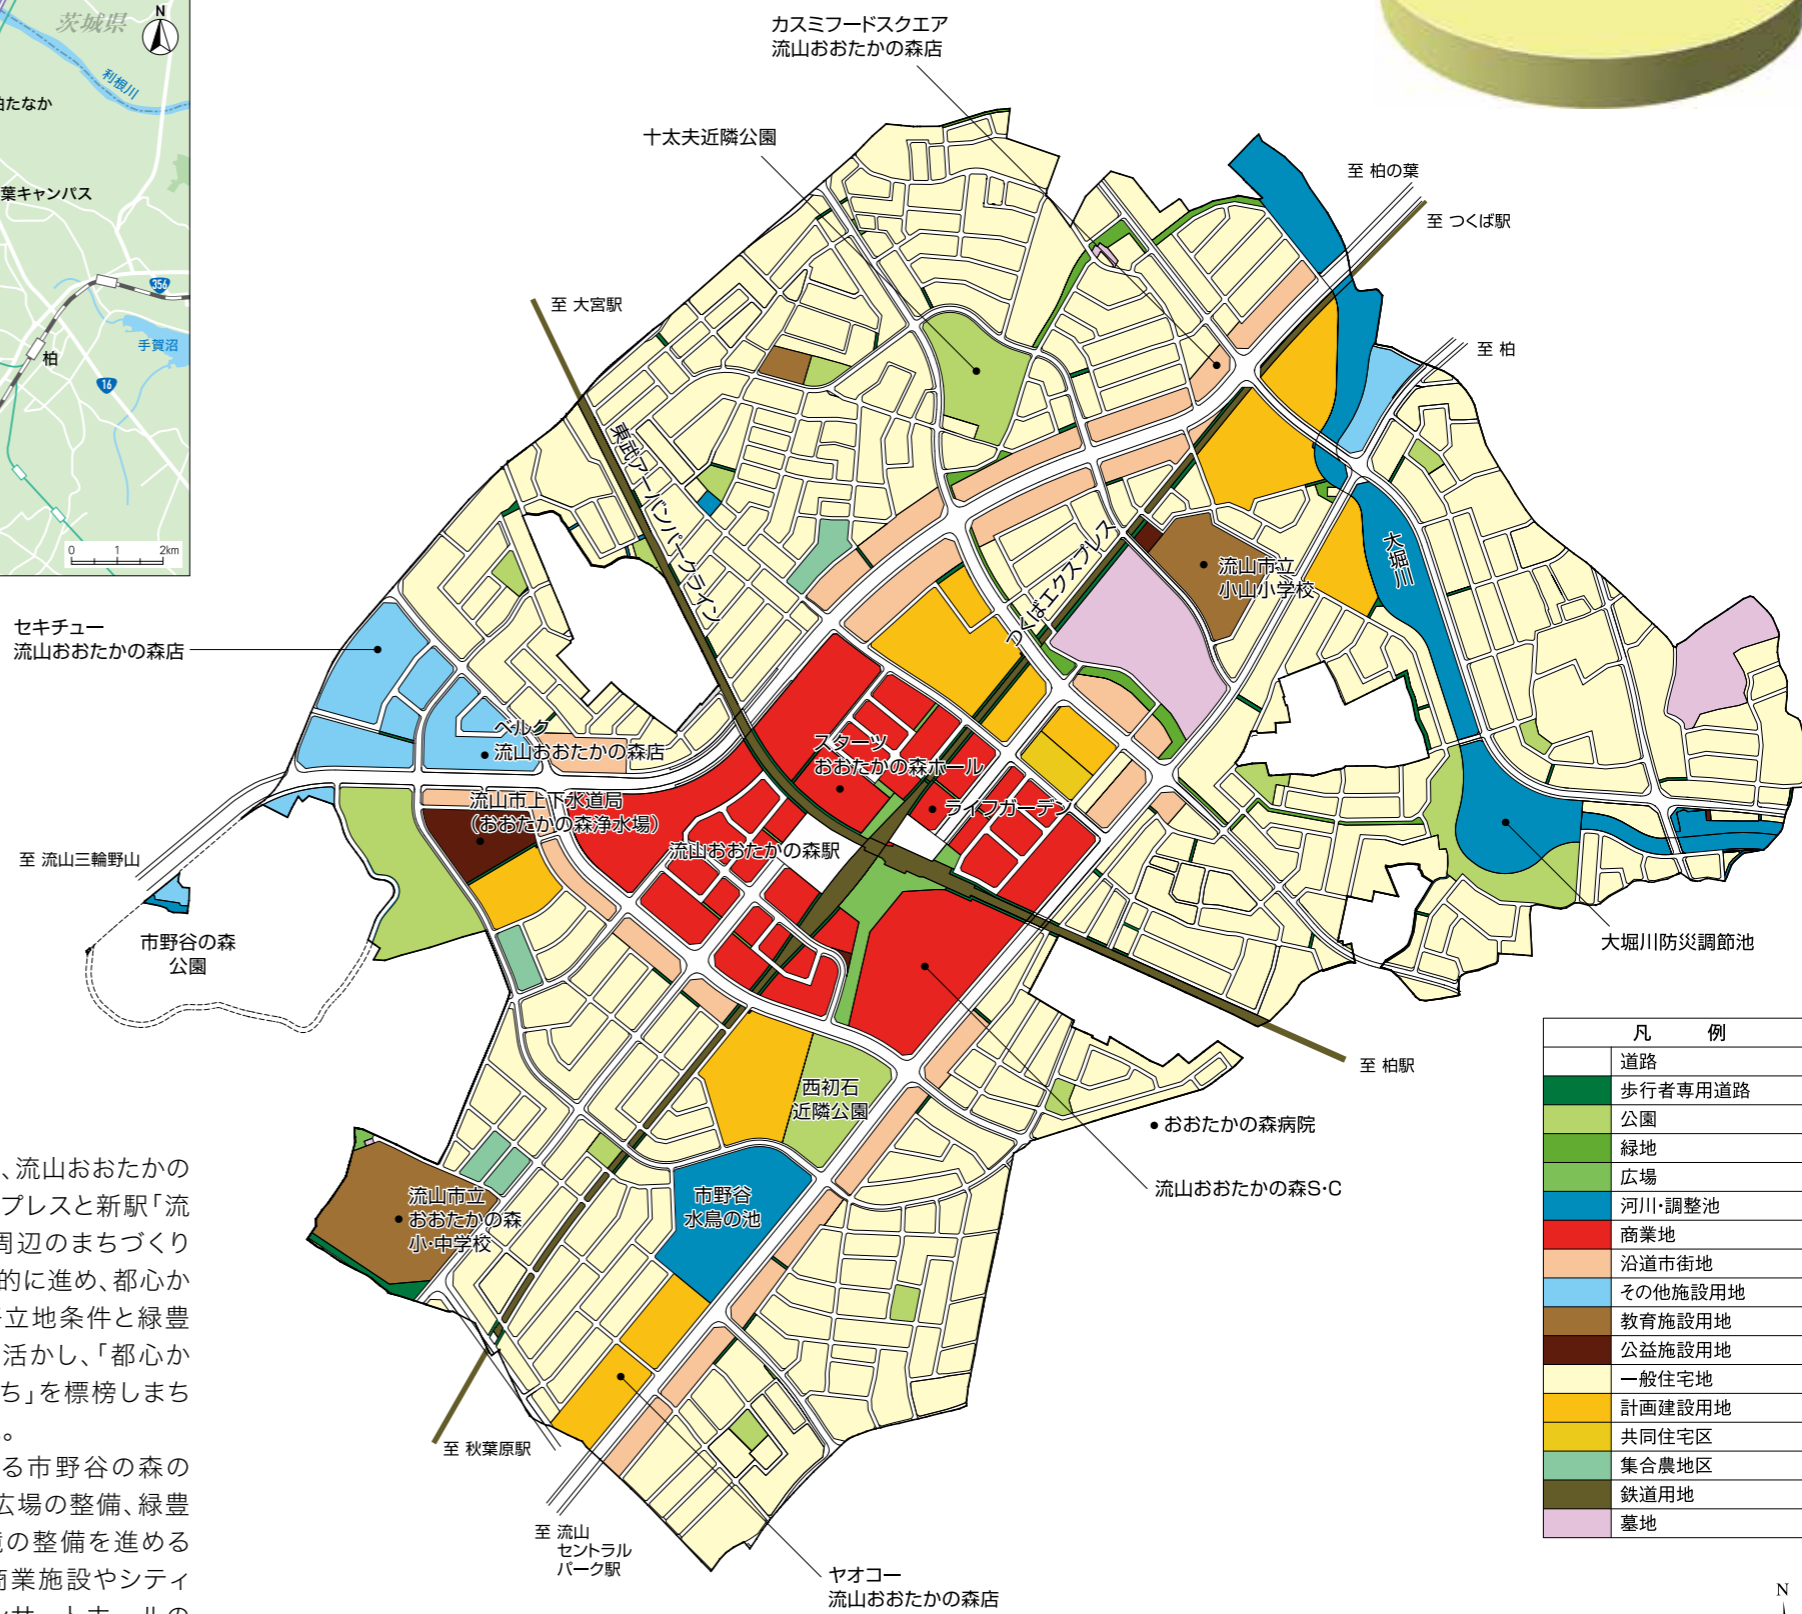 茨城県
N
利根川
柏たなか
葉キャンパス
356
手賀沼
柏
16
0 1 2km
カスミフードスクエア
流山おおたかの森店
十太夫近隣公園
至 柏の葉
至 つくば駅
至 大宮駅
至 柏
東武アーバンパークライン
つくばエクスプレス
流山市立
小山小学校
大堀川
セキチュー
流山おおたかの森店
ベルク
流山おおたかの森店
スターツ
おおたかの森ホール
流山市上下水道局
(おおたかの森浄水場)
ライフガーデン
流山おおたかの森駅
至 流山三輪野山
市野谷の森
公園
大堀川防災調節池
至 柏駅
西初石
近隣公園
おおたかの森病院
流山おおたかの森S・C
流山市立
おおたかの森
小・中学校
市野谷
水鳥の池
至 秋葉原駅
至 流山
セントラル
パーク駅
ヤオコー
流山おおたかの森店
凡 例
道路
歩行者専用道路
公園
緑地
広場
河川・調整池
商業地
沿道市街地
その他施設用地
教育施設用地
公益施設用地
一般住宅地
計画建設用地
共同住宅区
集合農地区
鉄道用地
墓地
、流山おおたかの
プレスと新駅「流
周辺のまちづくり
的に進め、都心か
立地条件と緑豊
活かし、「都心か
ち」を標榜しまち
。
る市野谷の森の
広場の整備、緑豊
の整備を進める
商業施設やシティ
ンサートホールの
N